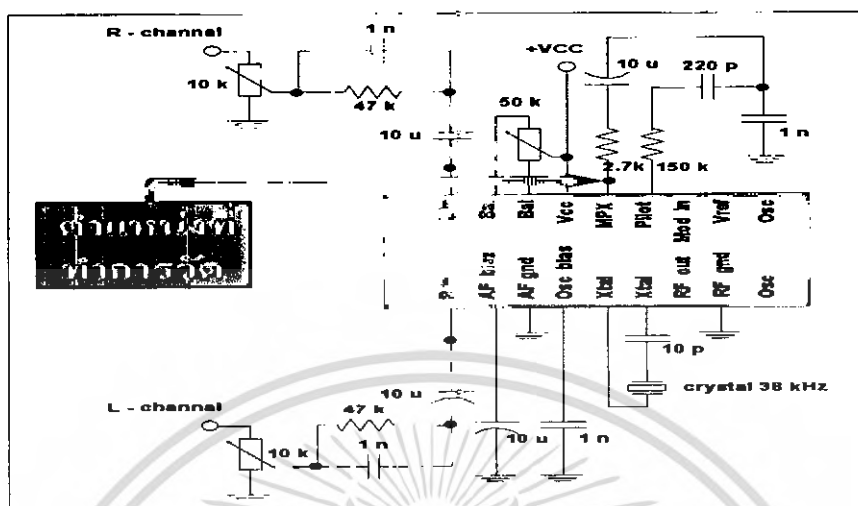 R - channel
1 n
+VCC
10 u
220 p
10 k
47 k
50 k
10 u
1 n
2.7k
150 k
Bal
Vcc
MPX
Pilot
Mod in
Vref
Osc
ตำแหน่งที่
ทำการวัด
AF bias
AF gnd
Osc bias
Xtal
Xtal
RF out
RF gnd
Osc
10 p
crystal 38 kHz
10 u
L - channel
47 k
10 k
1 n
10 u
1 n